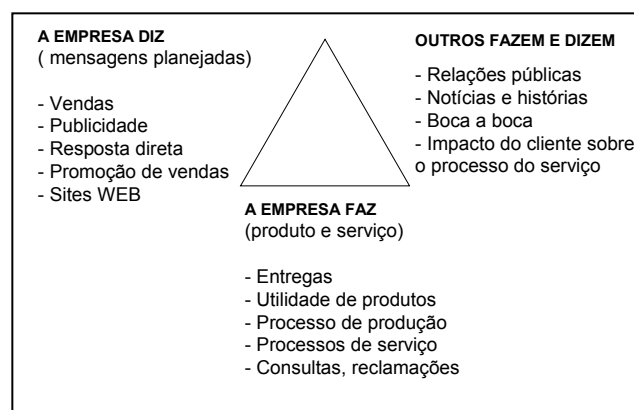 A EMPRESA DIZ
( mensagens planejadas)
- Vendas
- Publicidade
- Resposta direta
- Promoção de vendas
- Sites WEB
OUTROS FAZEM E DIZEM
- Relações públicas
- Notícias e histórias
- Boca a boca
- Impacto do cliente sobre
o processo do serviço
A EMPRESA FAZ
(produto e serviço)
- Entregas
- Utilidade de produtos
- Processo de produção
- Processos de serviço
- Consultas, reclamações